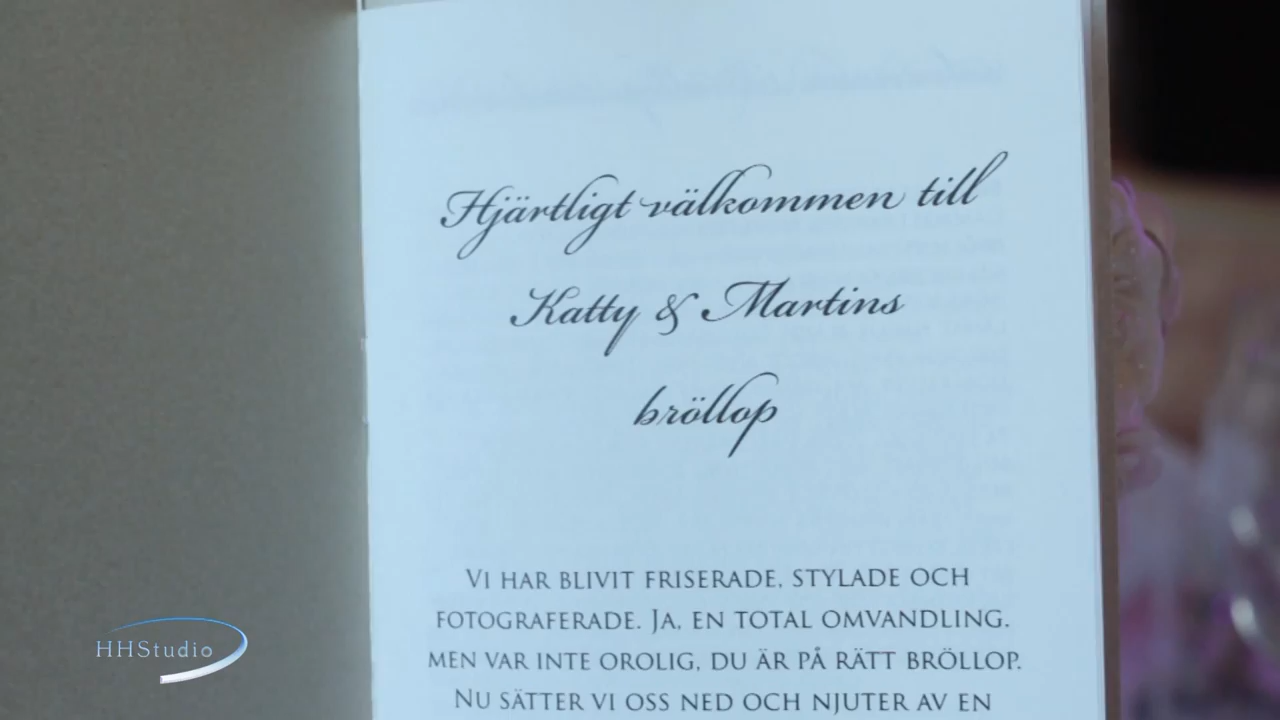 Hjärtligt välkommen till
Katty & Martins
bröllop
VI HAR BLIVIT FRISERADE, STYLADE OCH
FOTOGRAFERADE. JA, EN TOTAL OMVANDLING.
MEN VAR INTE OROLIG, DU ÄR PÅ RÄTT BRÖLLOP.
NU SÄTTER VI OSS NED OCH NJUTER AV EN
HHStudio